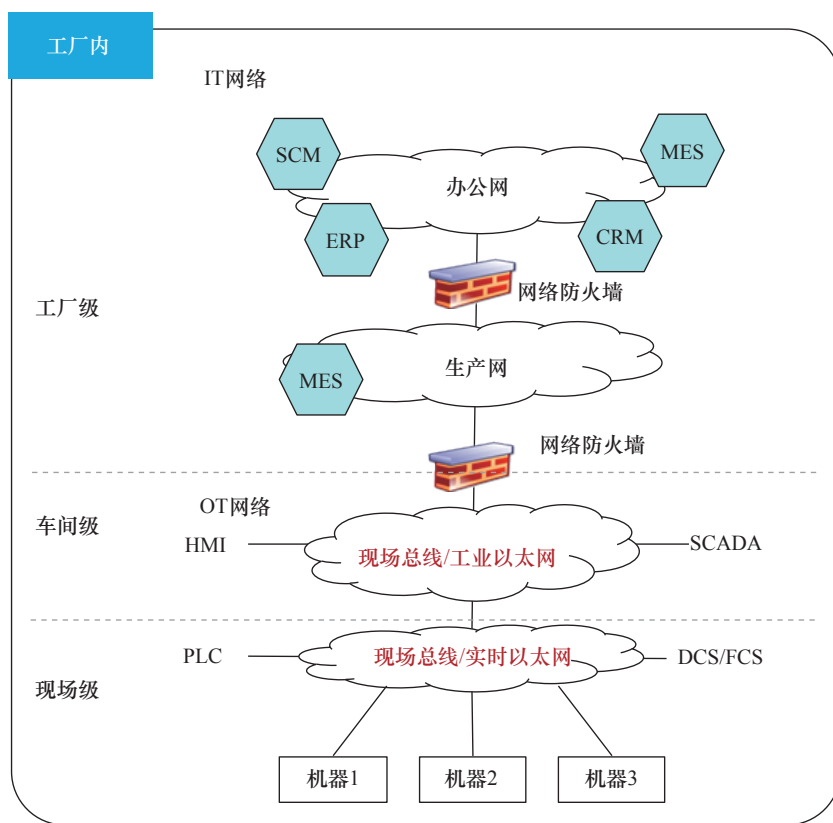 工厂内
IT网络
SCM
MES
办公网
ERP
CRM
网络防火墙
工厂级
生产网
MES
网络防火墙
OT网络
车间级
HMI
SCADA
现场总线/工业以太网
PLC
现场总线/实时以太网
DCS/FCS
现场级
机器1
机器2
机器3